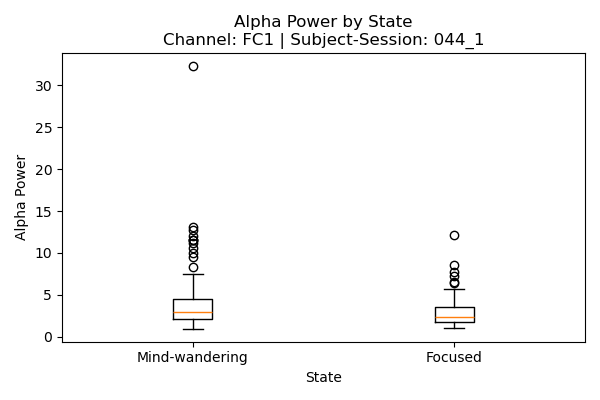 Alpha Power by State
Channel: FC1 | Subject-Session: 044_1
Alpha Power
30
25
20
15
10
5
0
Mind-wandering
Focused
State